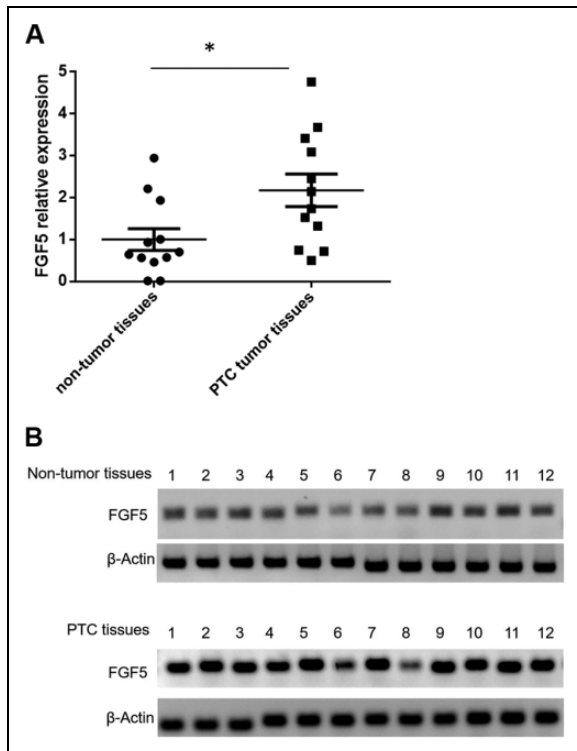 A
*
5
4
3
2
1
0
FGF5 relative expression
non-tumor tissues
PTC tumor tissues
B
Non-tumor tissues 1 2 3 4 5 6 7 8 9 10 11 12
FGF5
β-Actin
PTC tissues 1 2 3 4 5 6 7 8 9 10 11 12
FGF5
β-Actin